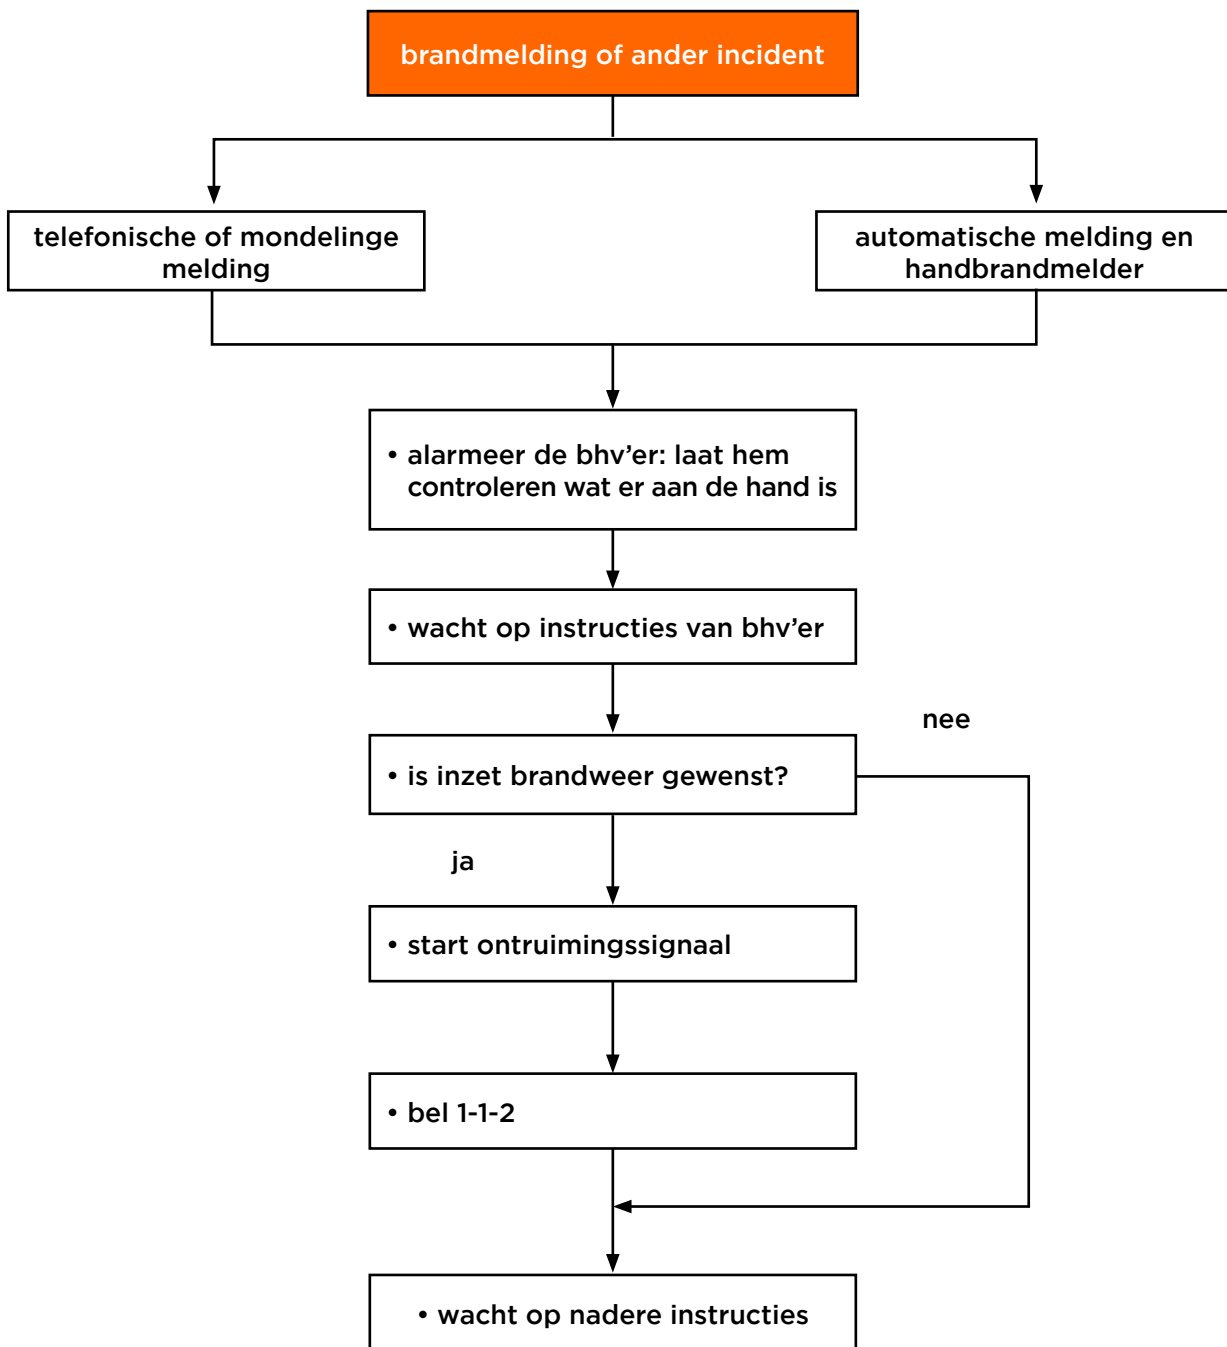 brandmelding of ander incident
telefonische of mondelinge
melding
automatische melding en
handbrandmelder
• alarmeer de bhv’er: laat hem
controleren wat er aan de hand is
• wacht op instructies van bhv’er
nee
• is inzet brandweer gewenst?
ja
• start ontruimingssignaal
• bel 1-1-2
• wacht op nadere instructies